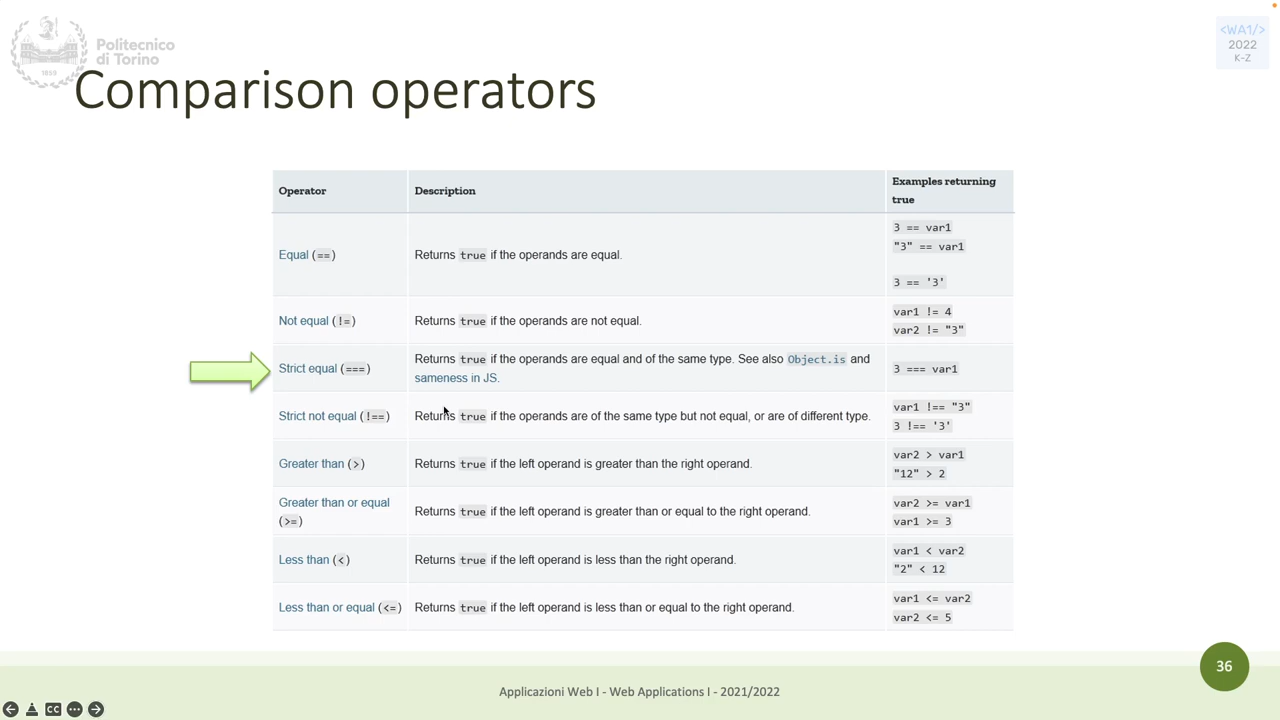 Politecnico
di Torino
1859
<WA1/>
2022
K-Z
Comparison operators
Operator
Description
Examples returning
true
Equal (==)
Returns true if the operands are equal.
3 == var1
"3" == var1
3 == '3'
Not equal (!=)
Returns true if the operands are not equal.
var1 != 4
var2 != "3"
Strict equal (===)
Returns true if the operands are equal and of the same type. See also Object.is and
sameness in JS.
3 === var1
Strict not equal (!==)
Returns true if the operands are of the same type but not equal, or are of different type.
var1 !== "3"
3 !== '3'
Greater than (>)
Returns true if the left operand is greater than the right operand.
var2 > var1
"12" > 2
Greater than or equal
(>=)
Returns true if the left operand is greater than or equal to the right operand.
var2 >= var1
var1 >= 3
Less than (<)
Returns true if the left operand is less than the right operand.
var1 < var2
"2" < 12
Less than or equal (<=)
Returns true if the left operand is less than or equal to the right operand.
var1 <= var2
var2 <= 5
36
Applicazioni Web I - Web Applications I - 2021/2022
CC